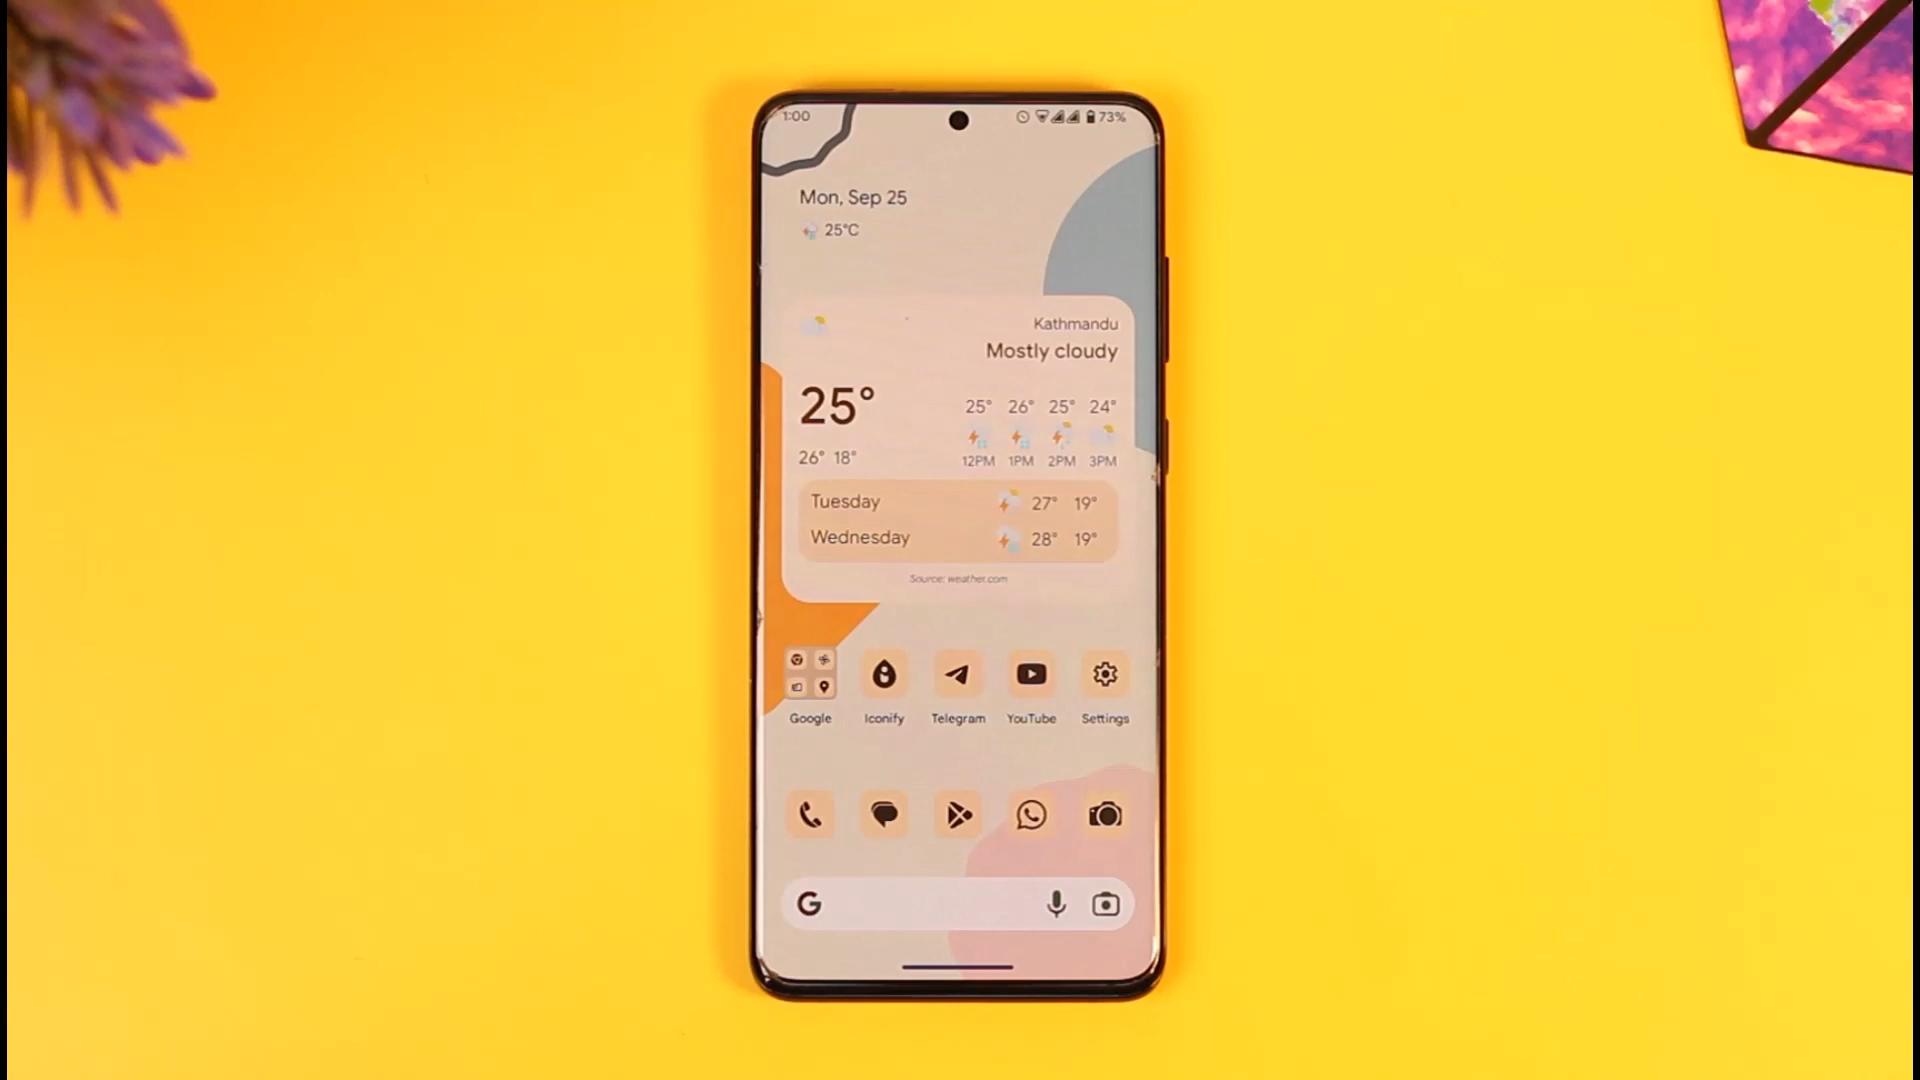 1:00 73%
Mon, Sep 25
25°C
Kathmandu
Mostly cloudy
25°
26° 18°
25° 26° 25° 24°
12PM 1PM 2PM 3PM
Tuesday 27° 19°
Wednesday 28° 19°
Source: weather.com
Google Iconify Telegram YouTube Settings
G